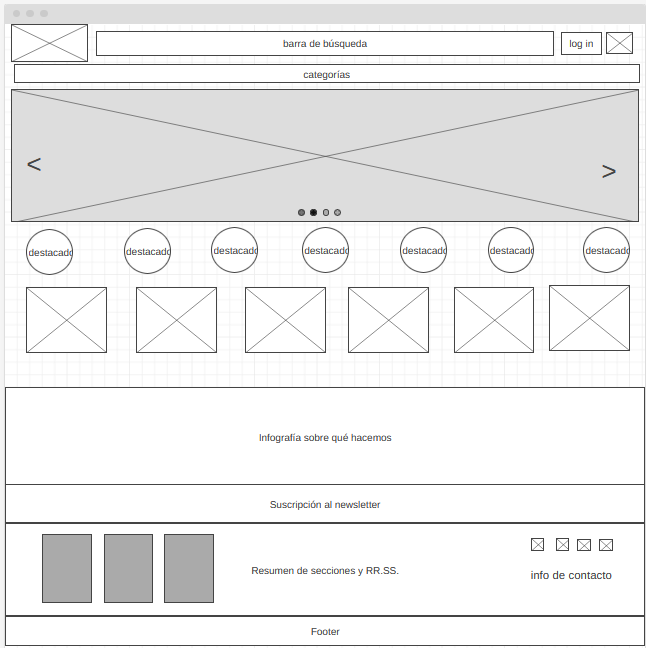 barra de búsqueda
log in
categorías
<
>
destacado
destacado
destacado
destacado
destacado
destacado
destacado
Infografía sobre qué hacemos
Suscripción al newsletter
Resumen de secciones y RR.SS.
info de contacto
Footer